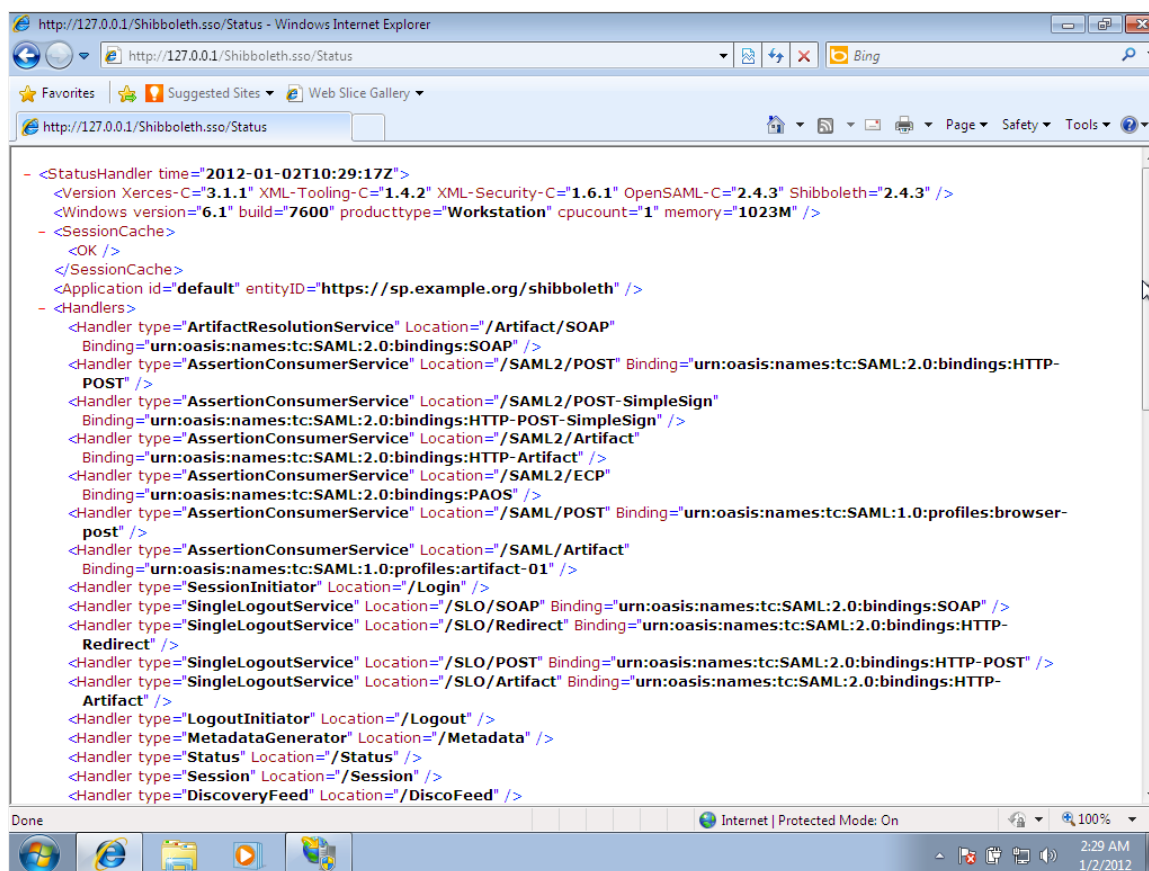 http://127.0.0.1/Shibboleth.sso/Status - Windows Internet Explorer
http://127.0.0.1/Shibboleth.sso/Status
Bing
Favorites
Suggested Sites
Web Slice Gallery
http://127.0.0.1/Shibboleth.sso/Status
Page
Safety
Tools
- <StatusHandler time="2012-01-02T10:29:17Z">
<Version Xerces-C="3.1.1" XML-Tooling-C="1.4.2" XML-Security-C="1.6.1" OpenSAML-C="2.4.3" Shibboleth="2.4.3" />
<Windows version="6.1" build="7600" producttype="Workstation" cpucount="1" memory="1023M" />
- <SessionCache>
<OK />
</SessionCache>
<Application id="default" entityID="https://sp.example.org/shibboleth" />
- <Handlers>
<Handler type="ArtifactResolutionService" Location="/Artifact/SOAP"
Binding="urn:oasis:names:tc:SAML:2.0:bindings:SOAP" />
<Handler type="AssertionConsumerService" Location="/SAML2/POST" Binding="urn:oasis:names:tc:SAML:2.0:bindings:HTTP-
POST" />
<Handler type="AssertionConsumerService" Location="/SAML2/POST-SimpleSign"
Binding="urn:oasis:names:tc:SAML:2.0:bindings:HTTP-POST-SimpleSign" />
<Handler type="AssertionConsumerService" Location="/SAML2/Artifact"
Binding="urn:oasis:names:tc:SAML:2.0:bindings:HTTP-Artifact" />
<Handler type="AssertionConsumerService" Location="/SAML2/ECP"
Binding="urn:oasis:names:tc:SAML:2.0:bindings:PAOS" />
<Handler type="AssertionConsumerService" Location="/SAML/POST" Binding="urn:oasis:names:tc:SAML:1.0:profiles:browser-
post" />
<Handler type="AssertionConsumerService" Location="/SAML/Artifact"
Binding="urn:oasis:names:tc:SAML:1.0:profiles:artifact-01" />
<Handler type="SessionInitiator" Location="/Login" />
<Handler type="SingleLogoutService" Location="/SLO/SOAP" Binding="urn:oasis:names:tc:SAML:2.0:bindings:SOAP" />
<Handler type="SingleLogoutService" Location="/SLO/Redirect" Binding="urn:oasis:names:tc:SAML:2.0:bindings:HTTP-
Redirect" />
<Handler type="SingleLogoutService" Location="/SLO/POST" Binding="urn:oasis:names:tc:SAML:2.0:bindings:HTTP-POST" />
<Handler type="SingleLogoutService" Location="/SLO/Artifact" Binding="urn:oasis:names:tc:SAML:2.0:bindings:HTTP-
Artifact" />
<Handler type="LogoutInitiator" Location="/Logout" />
<Handler type="MetadataGenerator" Location="/Metadata" />
<Handler type="Status" Location="/Status" />
<Handler type="Session" Location="/Session" />
<Handler type="DiscoveryFeed" Location="/DiscoFeed" />
Done
Internet | Protected Mode: On
100%
2:29 AM
1/2/2012